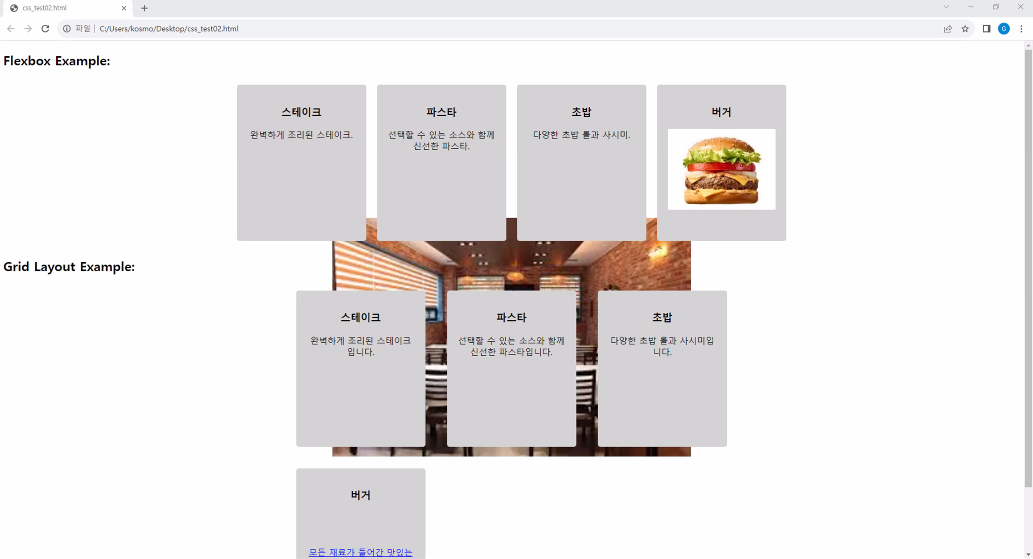 css_test02.html
파일 C:/Users/kosmo/Desktop/css_test02.html
G
Flexbox Example:
스테이크
완벽하게 조리된 스테이크.
파스타
선택할 수 있는 소스와 함께
신선한 파스타.
초밥
다양한 초밥 롤과 사시미.
버거
Grid Layout Example:
스테이크
완벽하게 조리된 스테이크
입니다.
파스타
선택할 수 있는 소스와 함께
신선한 파스타입니다.
초밥
다양한 초밥 롤과 사시미입
니다.
버거
모든 재료가 들어간 맛있는